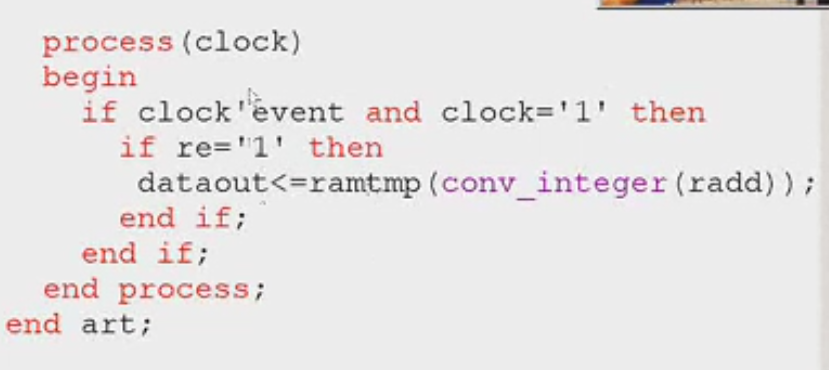 process(clock)
begin
if clock'event and clock='1' then
if re='1' then
dataout<=ramtmp(conv_integer(radd));
end if;
end if;
end process;
end art;